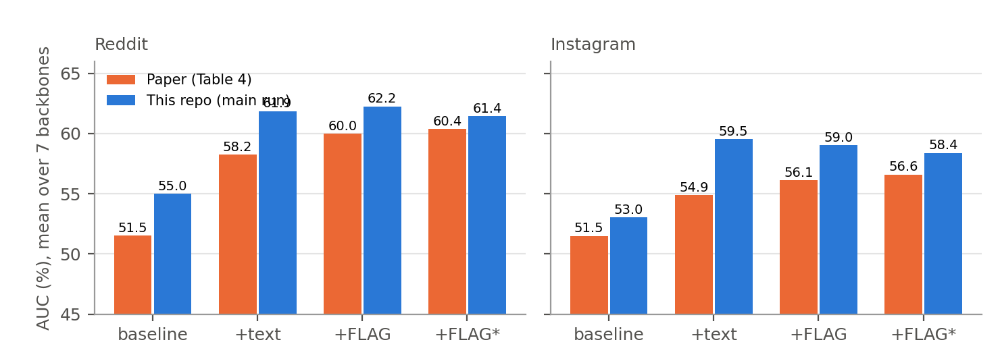 Reddit
Instagram
AUC (%), mean over 7 backbones
65
60
55
50
45
Paper (Table 4)
This repo (main run)
51.5
55.0
58.2
61.9
60.0
62.2
60.4
61.4
51.5
53.0
54.9
59.5
56.1
59.0
56.6
58.4
baseline
+text
+FLAG
+FLAG*
baseline
+text
+FLAG
+FLAG*